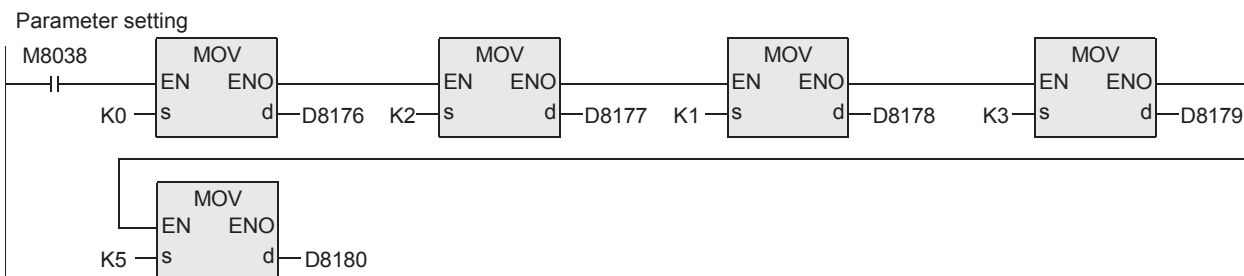 Parameter setting
M8038
MOV MOV MOV MOV
EN ENO EN ENO EN ENO EN ENO
K0 s d D8176 K2 s d D8177 K1 s d D8178 K3 s d D8179
MOV
EN ENO
K5 s d D8180